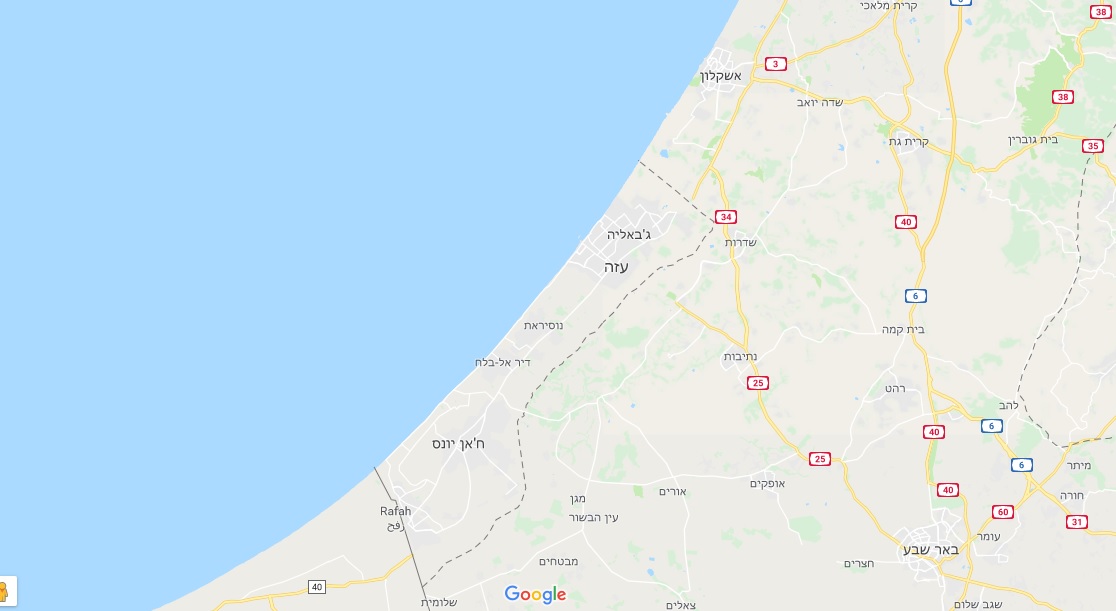 קרית מלאכי
6
38
אשקלון
3
שדה יואב
38
קרית גת
בית גוברין
35
34
40
ג'באליה
שדרות
עזה
6
נוסיראת
בית קמה
דיר אל-בלח
נתיבות
25
רהט
להב
40
6
ח'אן יונס
25
6
מיתר
אופקים
אורים
40
חורה
מגן
60
Rafah
רפח
עין הבשור
31
עומר
באר שבע
מבטחים
חצרים
40
Google
שלומית
צאלים
שגב שלום